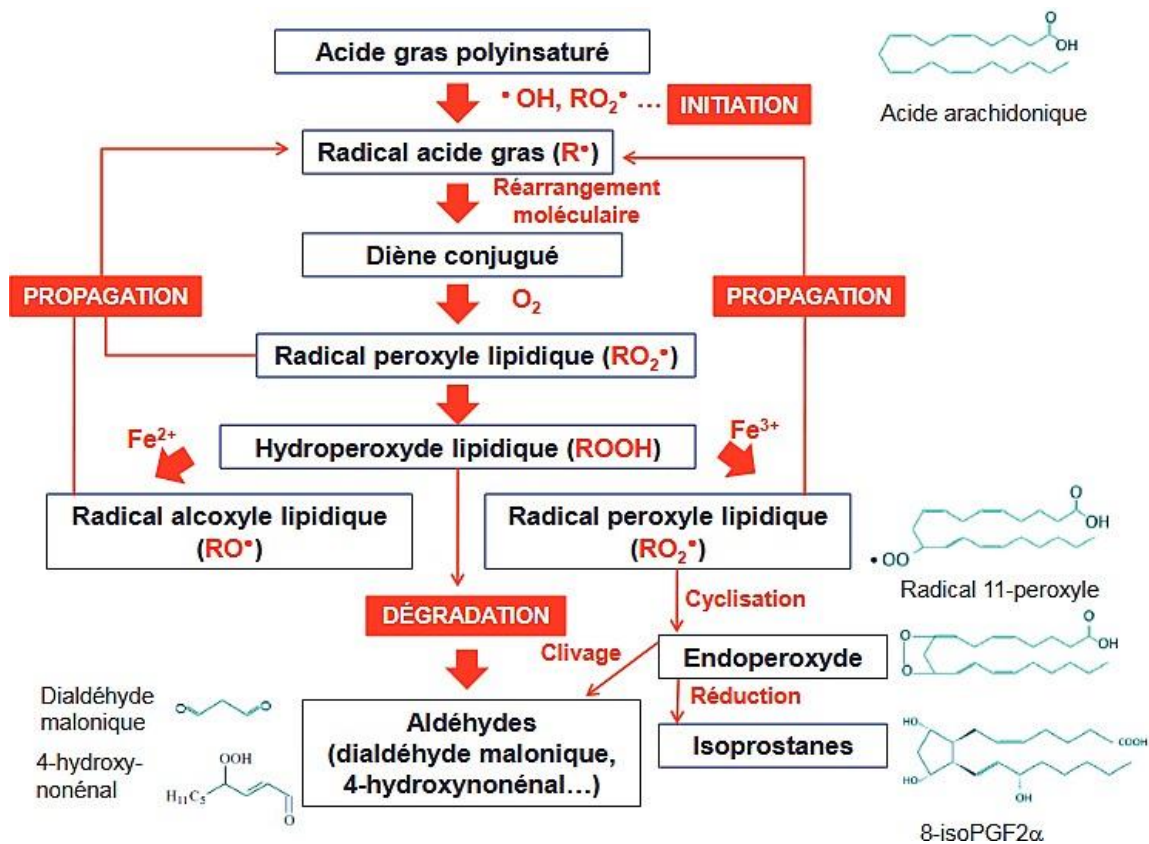 Acide gras polyinsaturé
• OH, RO₂• ...
INITIATION
O
OH
Acide arachidonique
Radical acide gras (R•)
Réarrangement
moléculaire
Diène conjugué
PROPAGATION
O₂
PROPAGATION
Radical peroxyle lipidique (RO₂•)
Fe²⁺
Hydroperoxyde lipidique (ROOH)
Fe³⁺
Radical alcoxyle lipidique
(RO•)
Radical peroxyle lipidique
(RO₂•)
O
OH
• OO
Radical 11-peroxyle
DÉGRADATION
Cyclisation
Clivage
Endoperoxyde
O
O
O
OH
Réduction
Dialdéhyde
malonique
O
O
Aldéhydes
(dialdéhyde malonique,
4-hydroxynonénal…)
Isoprostanes
HO
COOH
HO
OH
4-hydroxy-
nonénal
OOH
H₁₁C₅
O
8-isoPGF2α